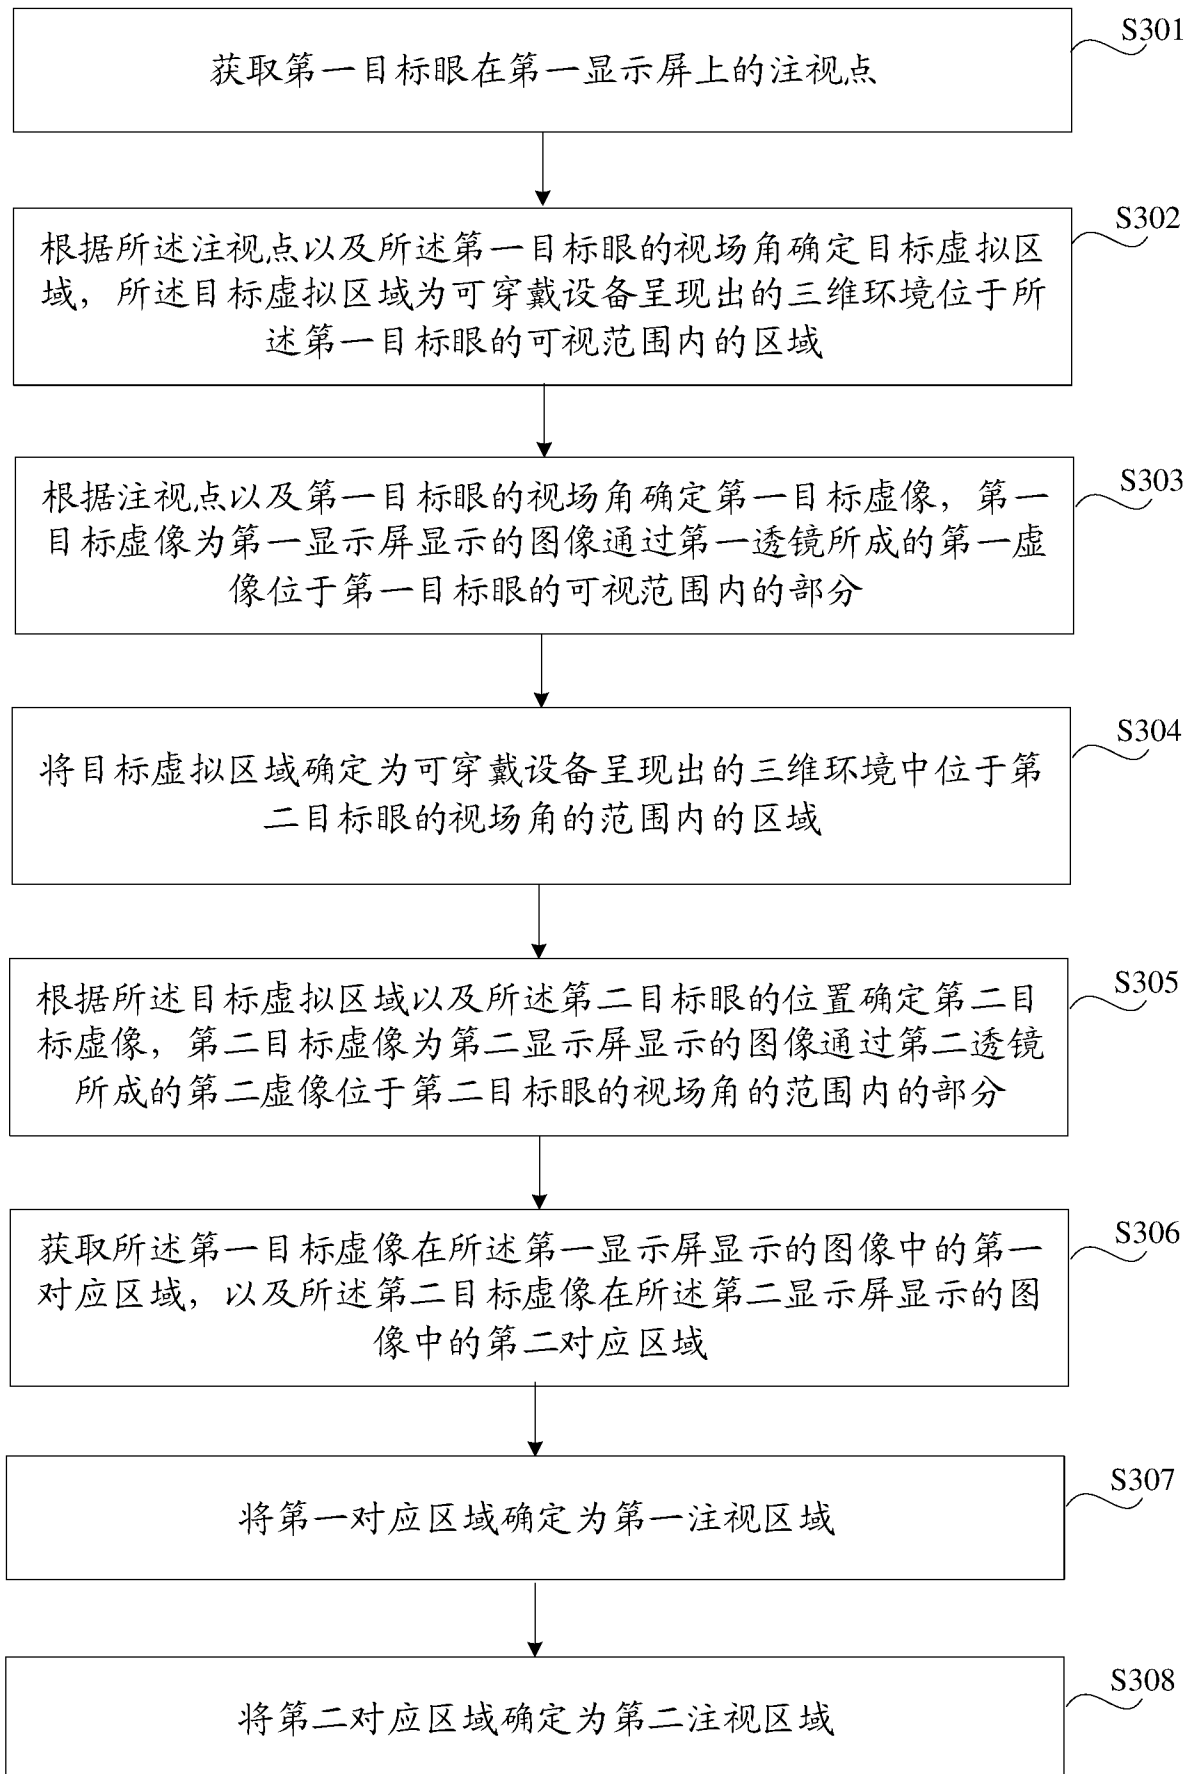 S301
获取第一目标眼在第一显示屏上的注视点
S302
根据所述注视点以及所述第一目标眼的视场角确定目标虚拟区
域，所述目标虚拟区域为可穿戴设备呈现出的三维环境位于所
述第一目标眼的可视范围内的区域
S303
根据注视点以及第一目标眼的视场角确定第一目标虚像，第一
目标虚像为第一显示屏显示的图像通过第一透镜所成的第一虚
像位于第一目标眼的可视范围内的部分
S304
将目标虚拟区域确定为可穿戴设备呈现出的三维环境中位于第
二目标眼的视场角的范围内的区域
S305
根据所述目标虚拟区域以及所述第二目标眼的位置确定第二目
标虚像，第二目标虚像为第二显示屏显示的图像通过第二透镜
所成的第二虚像位于第二目标眼的视场角的范围内的部分
S306
获取所述第一目标虚像在所述第一显示屏显示的图像中的第一
对应区域，以及所述第二目标虚像在所述第二显示屏显示的图
像中的第二对应区域
S307
将第一对应区域确定为第一注视区域
S308
将第二对应区域确定为第二注视区域